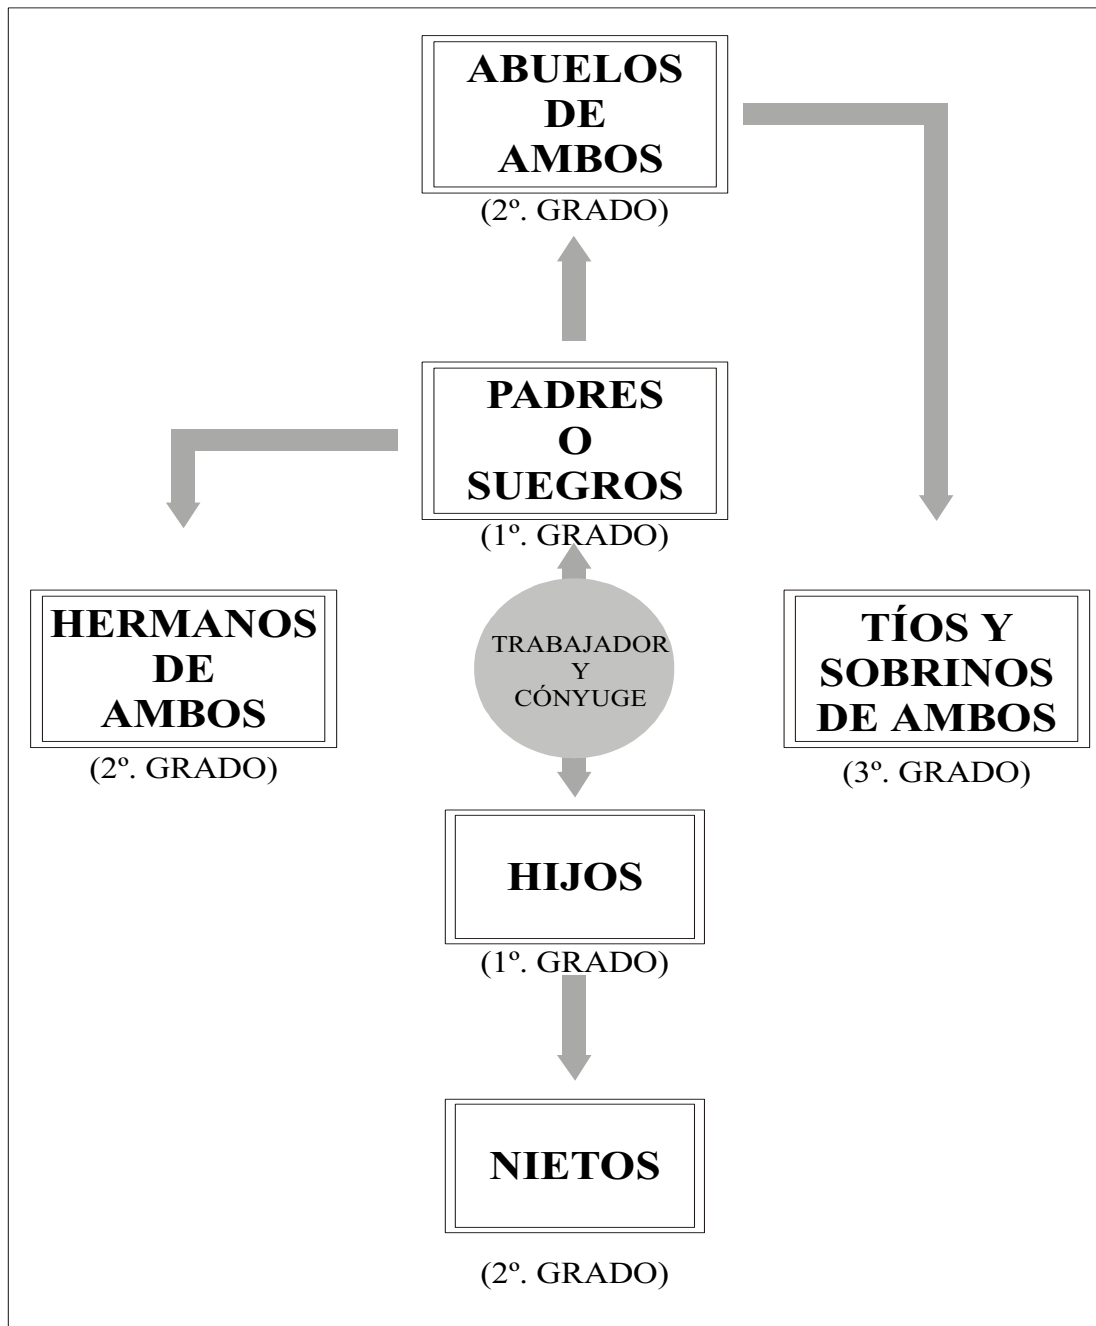 ABUELOS
DE
AMBOS
(2º. GRADO)
PADRES
O
SUEGROS
(1º. GRADO)
HERMANOS
DE
AMBOS
(2º. GRADO)
TRABAJADOR
Y
CÓNYUGE
TÍOS Y
SOBRINOS
DE AMBOS
(3º. GRADO)
HIJOS
(1º. GRADO)
NIETOS
(2º. GRADO)